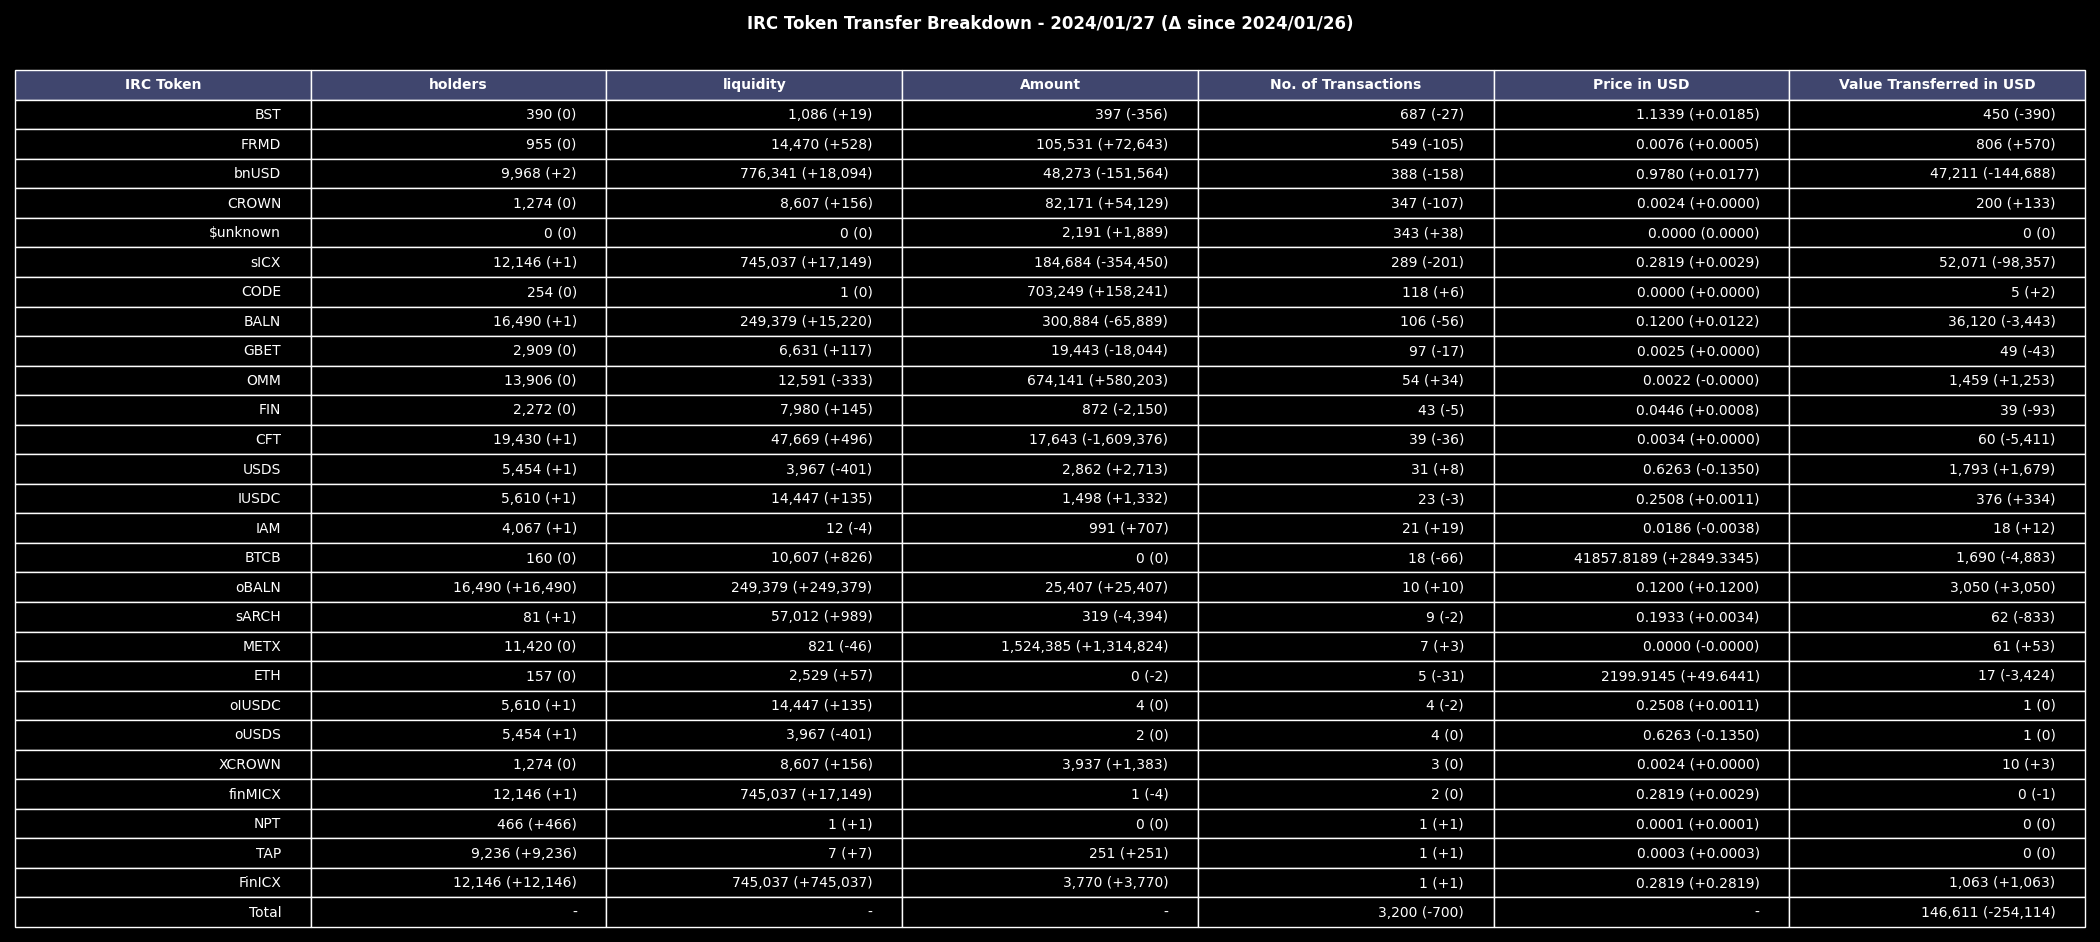 IRC Token Transfer Breakdown - 2024/01/27 (Δ since 2024/01/26)
IRC Token holders liquidity Amount No. of Transactions Price in USD Value Transferred in USD
BST 390 (0) 1,086 (+19) 397 (-356) 687 (-27) 1.1339 (+0.0185) 450 (-390)
FRMD 955 (0) 14,470 (+528) 105,531 (+72,643) 549 (-105) 0.0076 (+0.0005) 806 (+570)
bnUSD 9,968 (+2) 776,341 (+18,094) 48,273 (-151,564) 388 (-158) 0.9780 (+0.0177) 47,211 (-144,688)
CROWN 1,274 (0) 8,607 (+156) 82,171 (+54,129) 347 (-107) 0.0024 (+0.0000) 200 (+133)
$unknown 0 (0) 0 (0) 2,191 (+1,889) 343 (+38) 0.0000 (0.0000) 0 (0)
sICX 12,146 (+1) 745,037 (+17,149) 184,684 (-354,450) 289 (-201) 0.2819 (+0.0029) 52,071 (-98,357)
CODE 254 (0) 1 (0) 703,249 (+158,241) 118 (+6) 0.0000 (+0.0000) 5 (+2)
BALN 16,490 (+1) 249,379 (+15,220) 300,884 (-65,889) 106 (-56) 0.1200 (+0.0122) 36,120 (-3,443)
GBET 2,909 (0) 6,631 (+117) 19,443 (-18,044) 97 (-17) 0.0025 (+0.0000) 49 (-43)
OMM 13,906 (0) 12,591 (-333) 674,141 (+580,203) 54 (+34) 0.0022 (-0.0000) 1,459 (+1,253)
FIN 2,272 (0) 7,980 (+145) 872 (-2,150) 43 (-5) 0.0446 (+0.0008) 39 (-93)
CFT 19,430 (+1) 47,669 (+496) 17,643 (-1,609,376) 39 (-36) 0.0034 (+0.0000) 60 (-5,411)
USDS 5,454 (+1) 3,967 (-401) 2,862 (+2,713) 31 (+8) 0.6263 (-0.1350) 1,793 (+1,679)
IUSDC 5,610 (+1) 14,447 (+135) 1,498 (+1,332) 23 (-3) 0.2508 (+0.0011) 376 (+334)
IAM 4,067 (+1) 12 (-4) 991 (+707) 21 (+19) 0.0186 (-0.0038) 18 (+12)
BTCB 160 (0) 10,607 (+826) 0 (0) 18 (-66) 41857.8189 (+2849.3345) 1,690 (-4,883)
oBALN 16,490 (+16,490) 249,379 (+249,379) 25,407 (+25,407) 10 (+10) 0.1200 (+0.1200) 3,050 (+3,050)
sARCH 81 (+1) 57,012 (+989) 319 (-4,394) 9 (-2) 0.1933 (+0.0034) 62 (-833)
METX 11,420 (0) 821 (-46) 1,524,385 (+1,314,824) 7 (+3) 0.0000 (-0.0000) 61 (+53)
ETH 157 (0) 2,529 (+57) 0 (-2) 5 (-31) 2199.9145 (+49.6441) 17 (-3,424)
oIUSDC 5,610 (+1) 14,447 (+135) 4 (0) 4 (-2) 0.2508 (+0.0011) 1 (0)
oUSDS 5,454 (+1) 3,967 (-401) 2 (0) 4 (0) 0.6263 (-0.1350) 1 (0)
XCROWN 1,274 (0) 8,607 (+156) 3,937 (+1,383) 3 (0) 0.0024 (+0.0000) 10 (+3)
finMICX 12,146 (+1) 745,037 (+17,149) 1 (-4) 2 (0) 0.2819 (+0.0029) 0 (-1)
NPT 466 (+466) 1 (+1) 0 (0) 1 (+1) 0.0001 (+0.0001) 0 (0)
TAP 9,236 (+9,236) 7 (+7) 251 (+251) 1 (+1) 0.0003 (+0.0003) 0 (0)
FinICX 12,146 (+12,146) 745,037 (+745,037) 3,770 (+3,770) 1 (+1) 0.2819 (+0.2819) 1,063 (+1,063)
Total - - - 3,200 (-700) - 146,611 (-254,114)